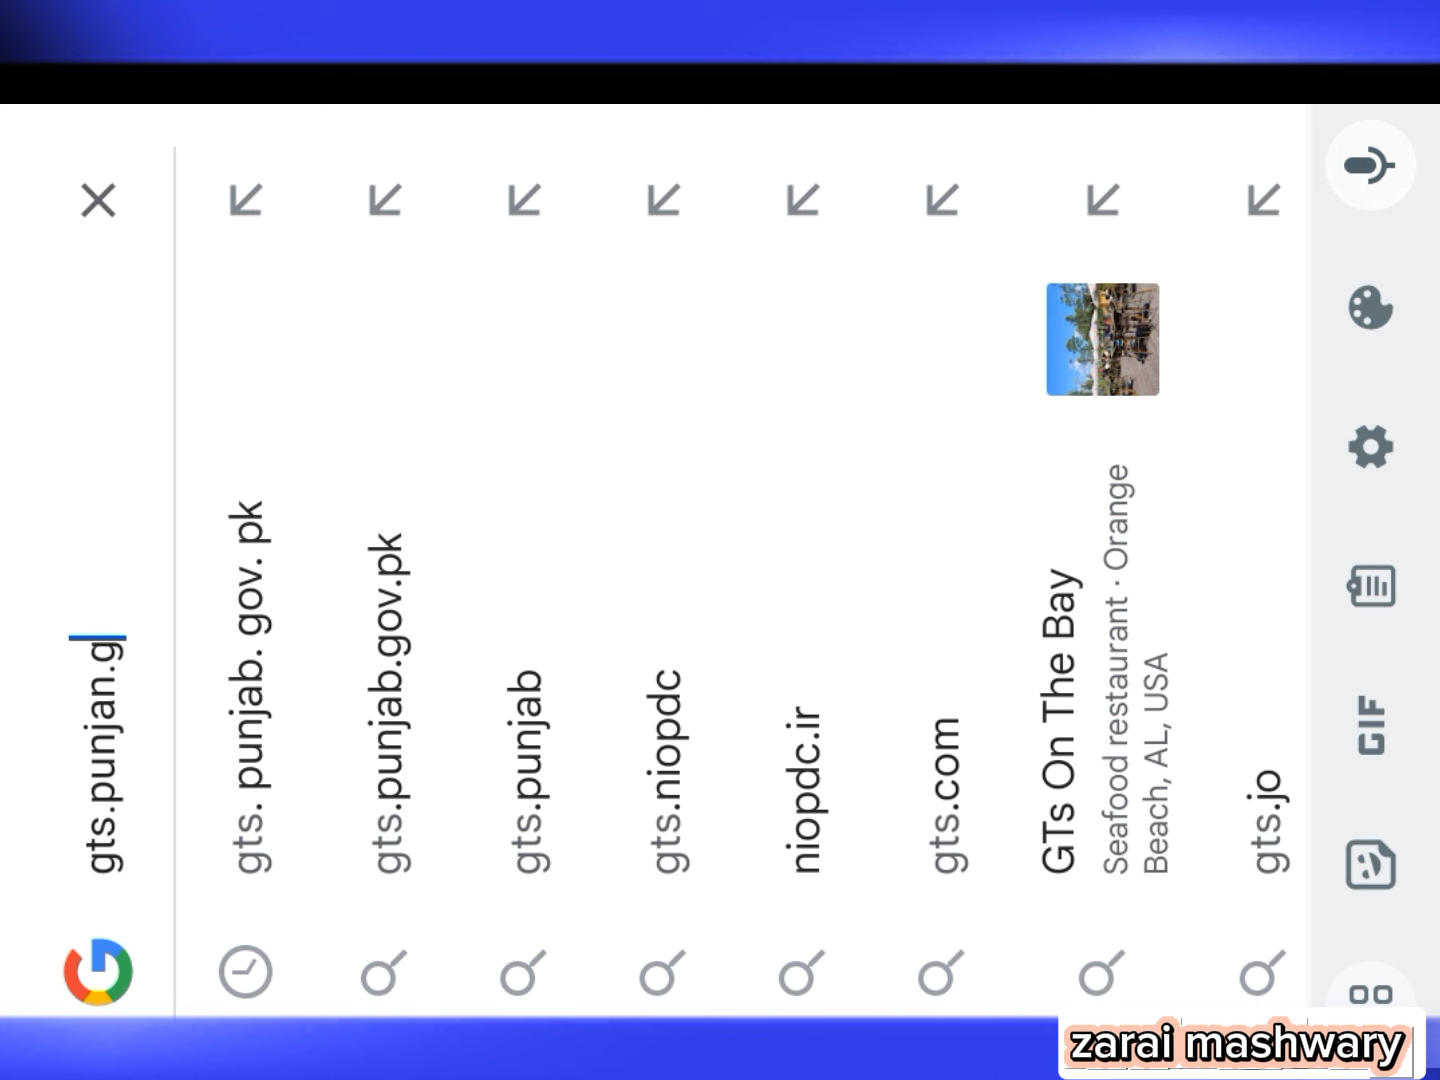 gts.punjan.g
gts. punjab. gov. pk
gts.punjab.gov.pk
gts.punjab
gts.niopdc
niopdc.ir
gts.com
GTs On The Bay
Seafood restaurant · Orange
Beach, AL, USA
gts.jo
GIF
zarai mashwary